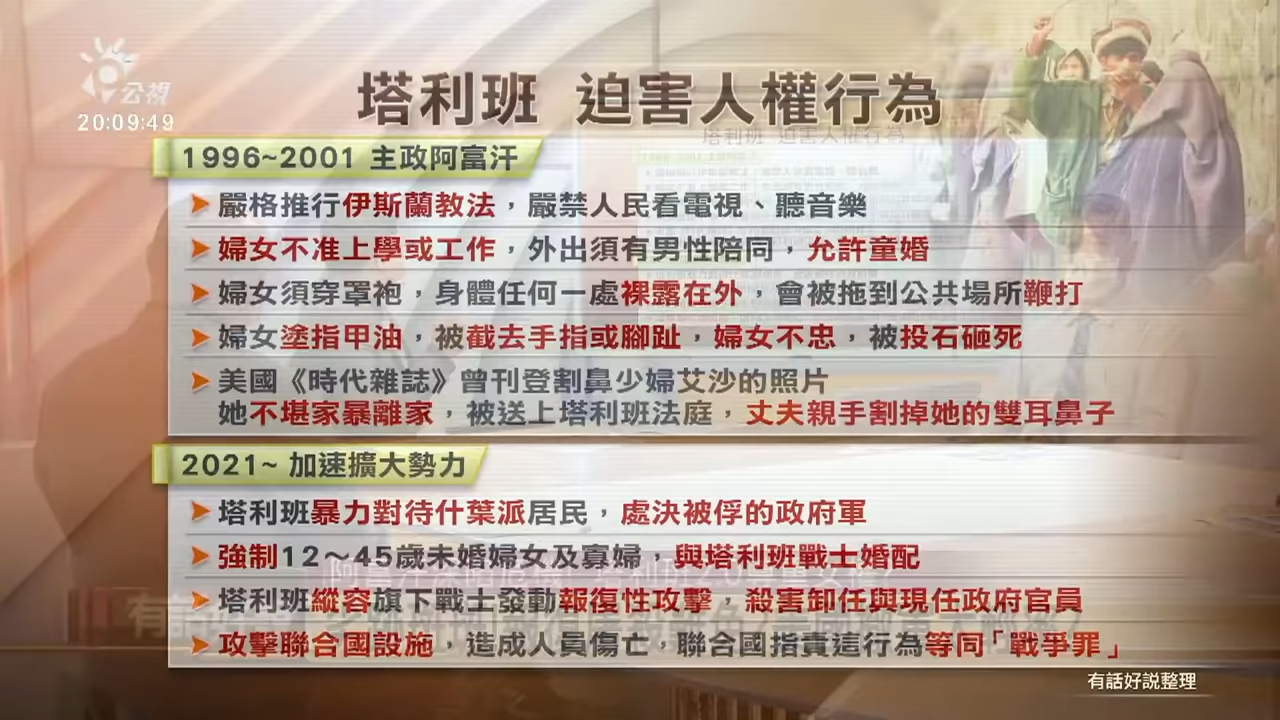 公視
20:09:49
塔利班 迫害人權行為
1996~2001 主政阿富汗
嚴格推行伊斯蘭教法，嚴禁人民看電視、聽音樂
婦女不准上學或工作，外出須有男性陪同，允許童婚
婦女須穿罩袍，身體任何一處裸露在外，會被拖到公共場所鞭打
婦女塗指甲油，被截去手指或腳趾，婦女不忠，被投石砸死
美國《時代雜誌》曾刊登割鼻少婦艾沙的照片
她不堪家暴離家，被送上塔利班法庭，丈夫親手割掉她的雙耳鼻子
2021~ 加速擴大勢力
塔利班暴力對待什葉派居民，處決被俘的政府軍
強制12～45歲未婚婦女及寡婦，與塔利班戰士婚配
塔利班縱容旗下戰士發動報復性攻擊，殺害卸任與現任政府官員
攻擊聯合國設施，造成人員傷亡，聯合國指責這行為等同「戰爭罪」
有話好說整理